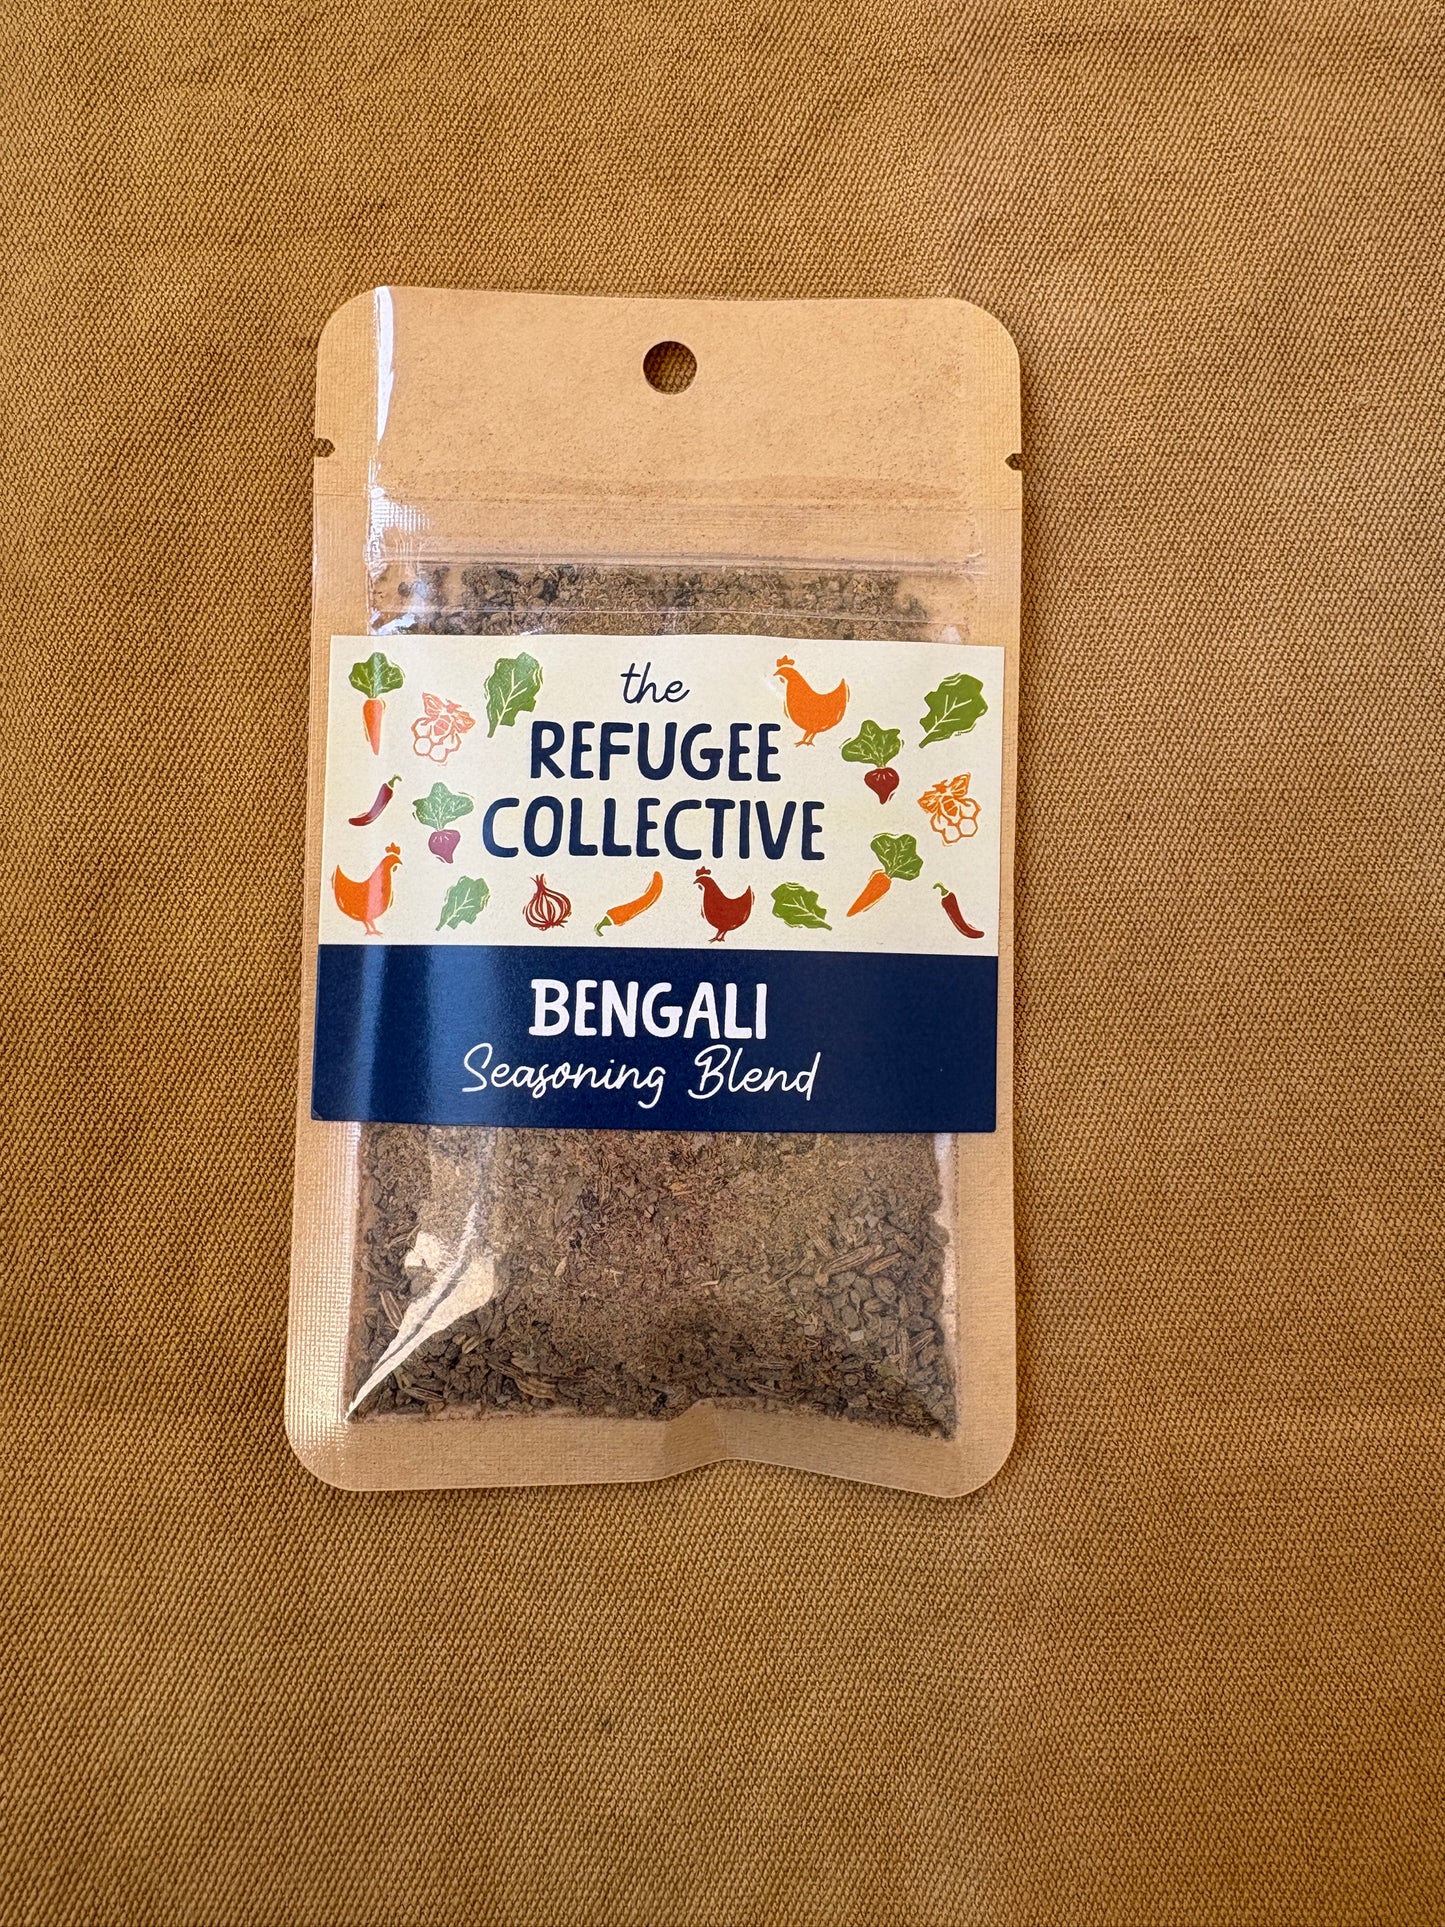 the
REFUGEE
COLLECTIVE
BENGALI
Seasoning Blend